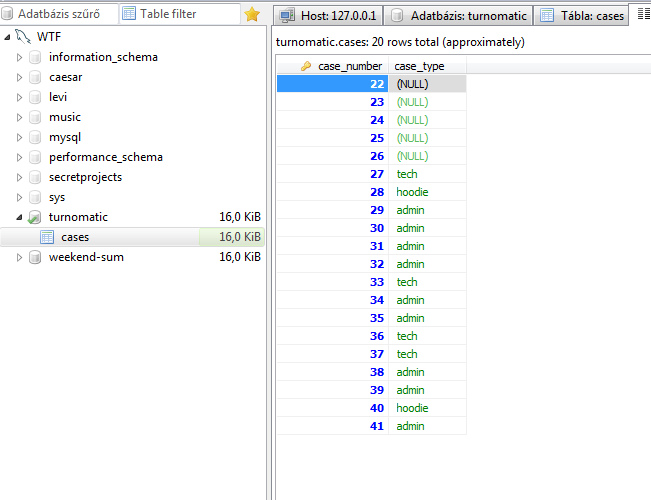 Adatbázis szűrő
Table filter
WTF
information_schema
caesar
levi
music
mysql
performance_schema
secretprojects
sys
turnomatic 16,0 KiB
cases 16,0 KiB
weekend-sum 16,0 KiB
Host: 127.0.0.1
Adatbázis: turnomatic
Tábla: cases
turnomatic.cases: 20 rows total (approximately)
case_number case_type
22 (NULL)
23 (NULL)
24 (NULL)
25 (NULL)
26 (NULL)
27 tech
28 hoodie
29 admin
30 admin
31 admin
32 admin
33 tech
34 admin
35 admin
36 tech
37 tech
38 admin
39 admin
40 hoodie
41 admin